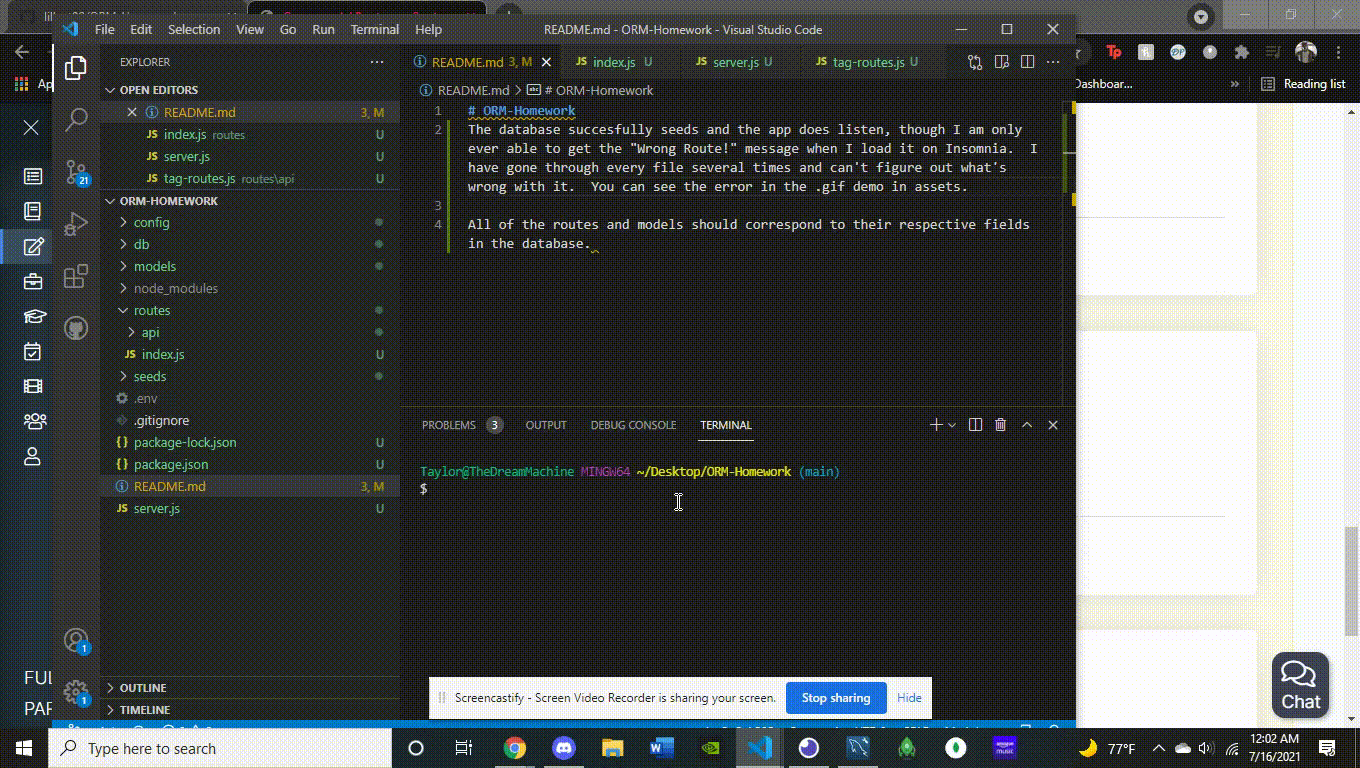 File Edit Selection View Go Run Terminal Help
README.md - ORM-Homework - Visual Studio Code
EXPLORER
README.md 3, M
index.js U
server.js U
tag-routes.js U
Dashboard...
Reading list
OPEN EDITORS
README.md 3, M
index.js routes U
server.js U
tag-routes.js routes\api U
ORM-HOMEWORK
config
db
models
node_modules
routes
api
index.js U
seeds
.env
.gitignore
package-lock.json U
package.json U
README.md 3, M
server.js U
OUTLINE
TIMELINE
21
1
1
README.md > # ORM-Homework
1 # ORM-Homework
2 The database succesfully seeds and the app does listen, though I am only
ever able to get the "Wrong Route!" message when I load it on Insomnia. I
have gone through every file several times and can't figure out what's
wrong with it. You can see the error in the .gif demo in assets.
3
4 All of the routes and models should correspond to their respective fields
in the database.
PROBLEMS 3 OUTPUT DEBUG CONSOLE TERMINAL
Taylor@TheDreamMachine MINGW64 ~/Desktop/ORM-Homework (main)
$
Screencastify - Screen Video Recorder is sharing your screen. Stop sharing Hide
Chat
Type here to search
77°F
12:02 AM
7/16/2021